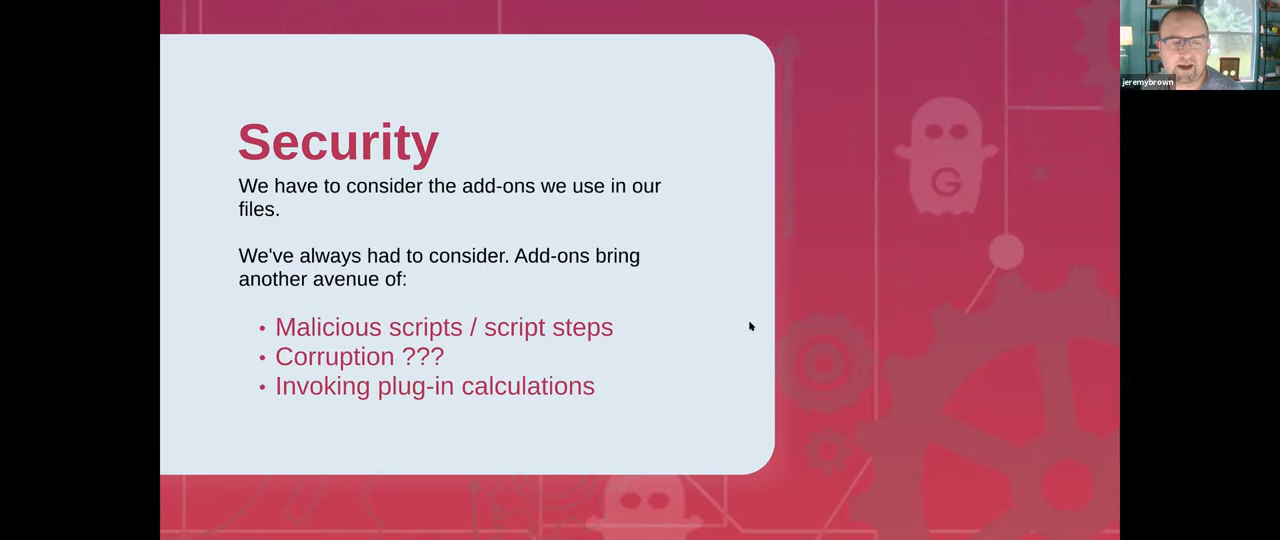 Security
We have to consider the add-ons we use in our
files.
We've always had to consider. Add-ons bring
another avenue of:
• Malicious scripts / script steps
• Corruption ???
• Invoking plug-in calculations
G
jeremybrown